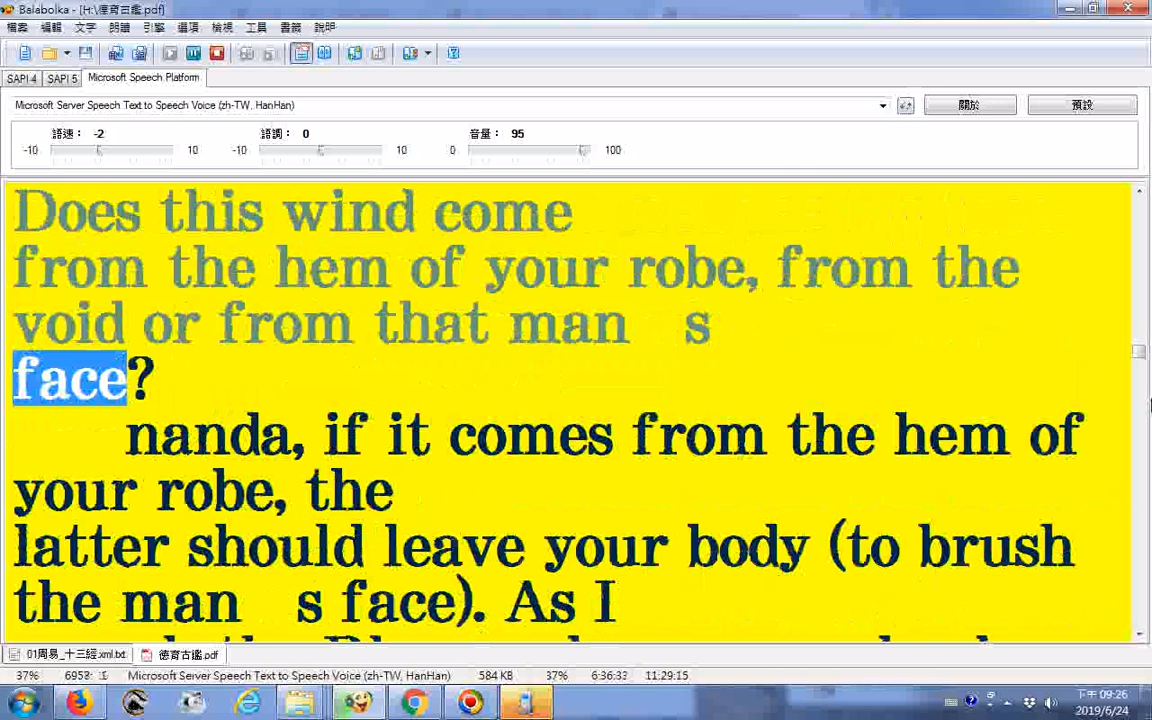 Balabolka - [H:\德育古鑑.pdf]
檔案 編輯 文字 朗讀 引擎 選項 檢視 工具 書籤 說明
SAPI 4 SAPI 5 Microsoft Speech Platform
Microsoft Server Speech Text to Speech Voice (zh-TW, HanHan) 關於 預設
語速： -2 語調： 0 音量： 95
-10 10 -10 10 0 100
Does this wind come
from the hem of your robe, from the
void or from that man s
face?
nanda, if it comes from the hem of
your robe, the
latter should leave your body (to brush
the man s face). As I
01周易_十三經.xml.txt 德育古鑑.pdf
37% Microsoft Server Speech Text to Speech Voice (zh-TW, HanHan) 584 KB 37% 6:36:33 11:29:15
下午 09:26
2019/6/24